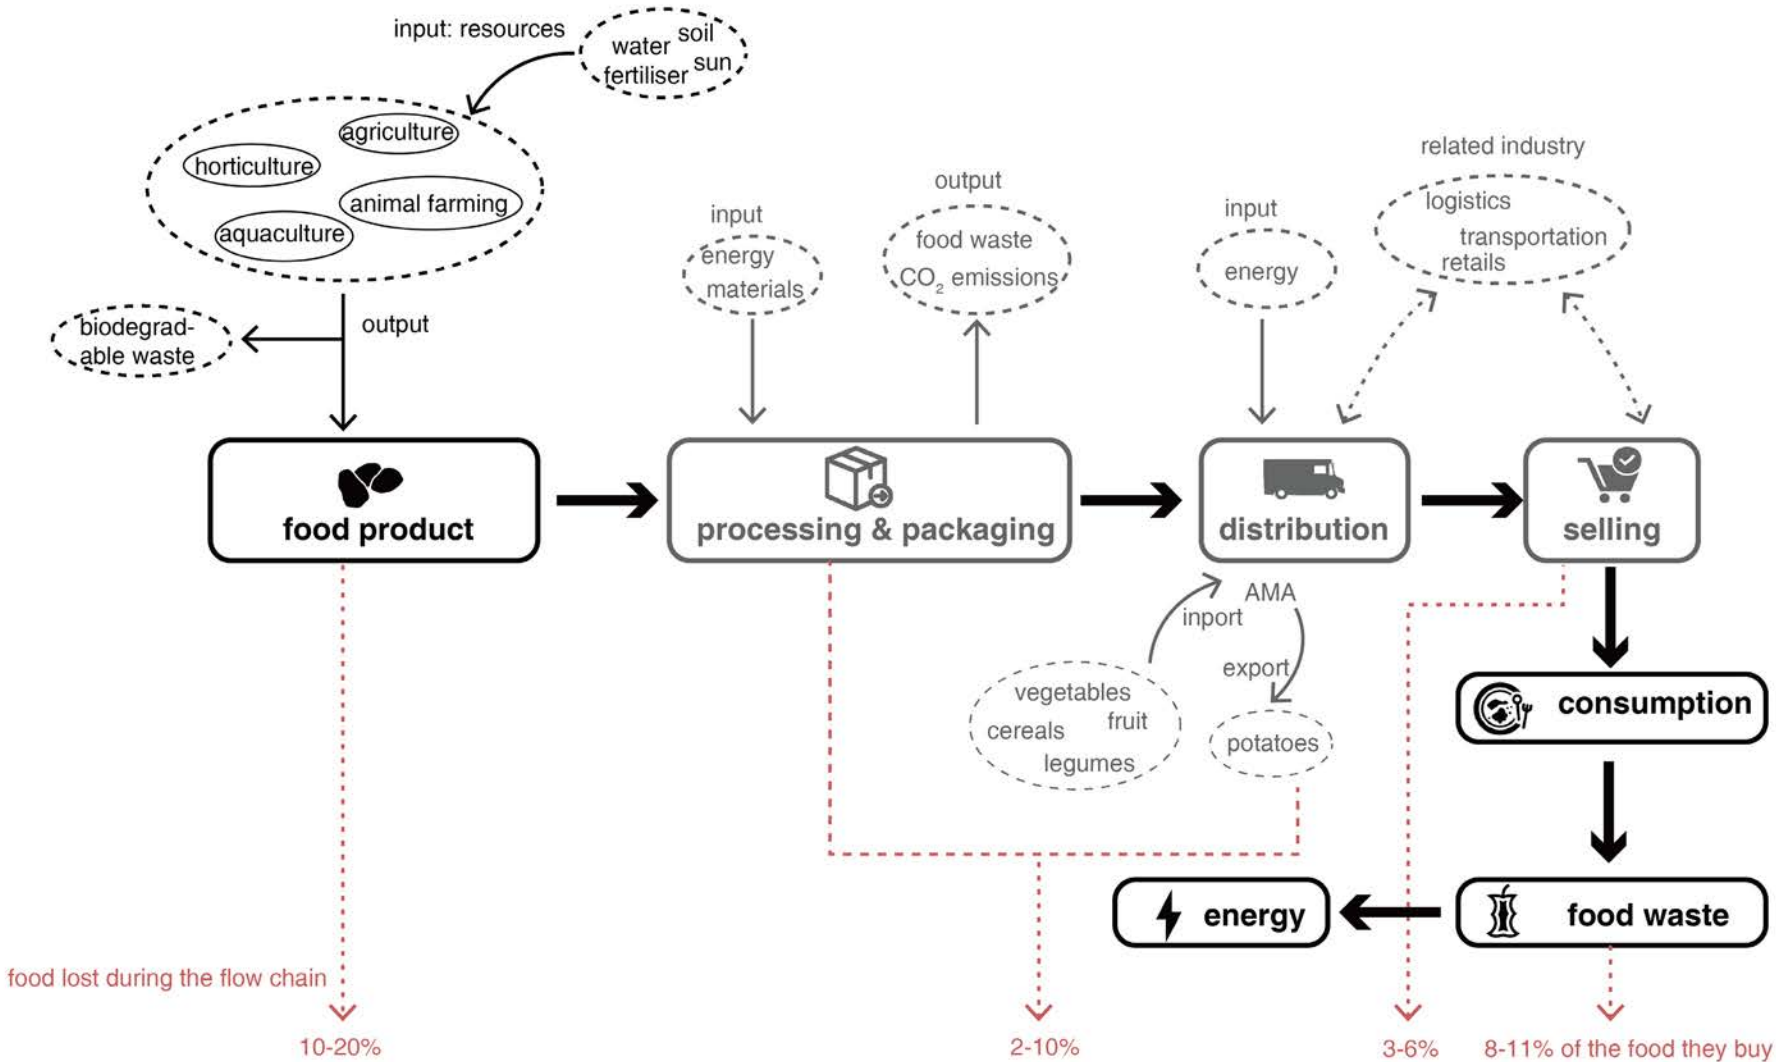 input: resources
water soil
fertiliser sun
agriculture
horticulture
animal farming
aquaculture
biodegrad-
able waste
output
input
energy
materials
output
food waste
CO₂ emissions
input
energy
related industry
logistics
transportation
retails
food product
processing & packaging
distribution
selling
inport
AMA
export
vegetables
cereals
fruit
legumes
potatoes
consumption
food waste
energy
food lost during the flow chain
10-20%
2-10%
3-6%
8-11% of the food they buy